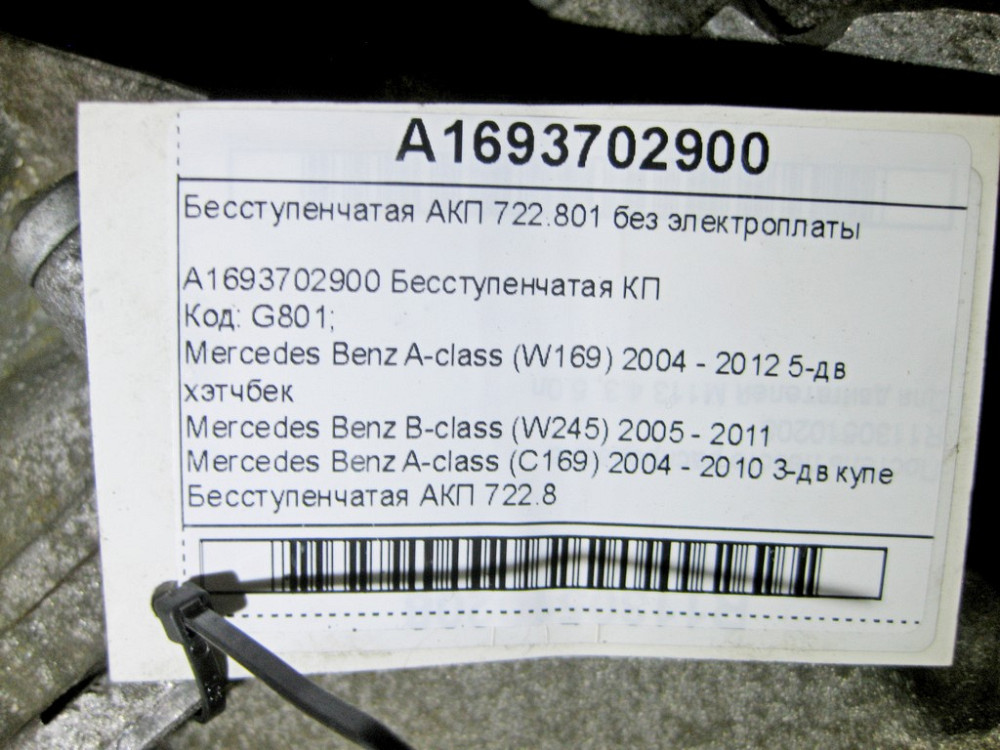 A1693702900
Бесступенчатая АКП 722.801 без электроплаты
A1693702900 Бесступенчатая КП
Код: G801;
Mercedes Benz A-class (W169) 2004 - 2012 5-дв
хэтчбек
Mercedes Benz B-class (W245) 2005 - 2011
Mercedes Benz A-class (C169) 2004 - 2010 3-дв купе
Бесступенчатая АКП 722.8